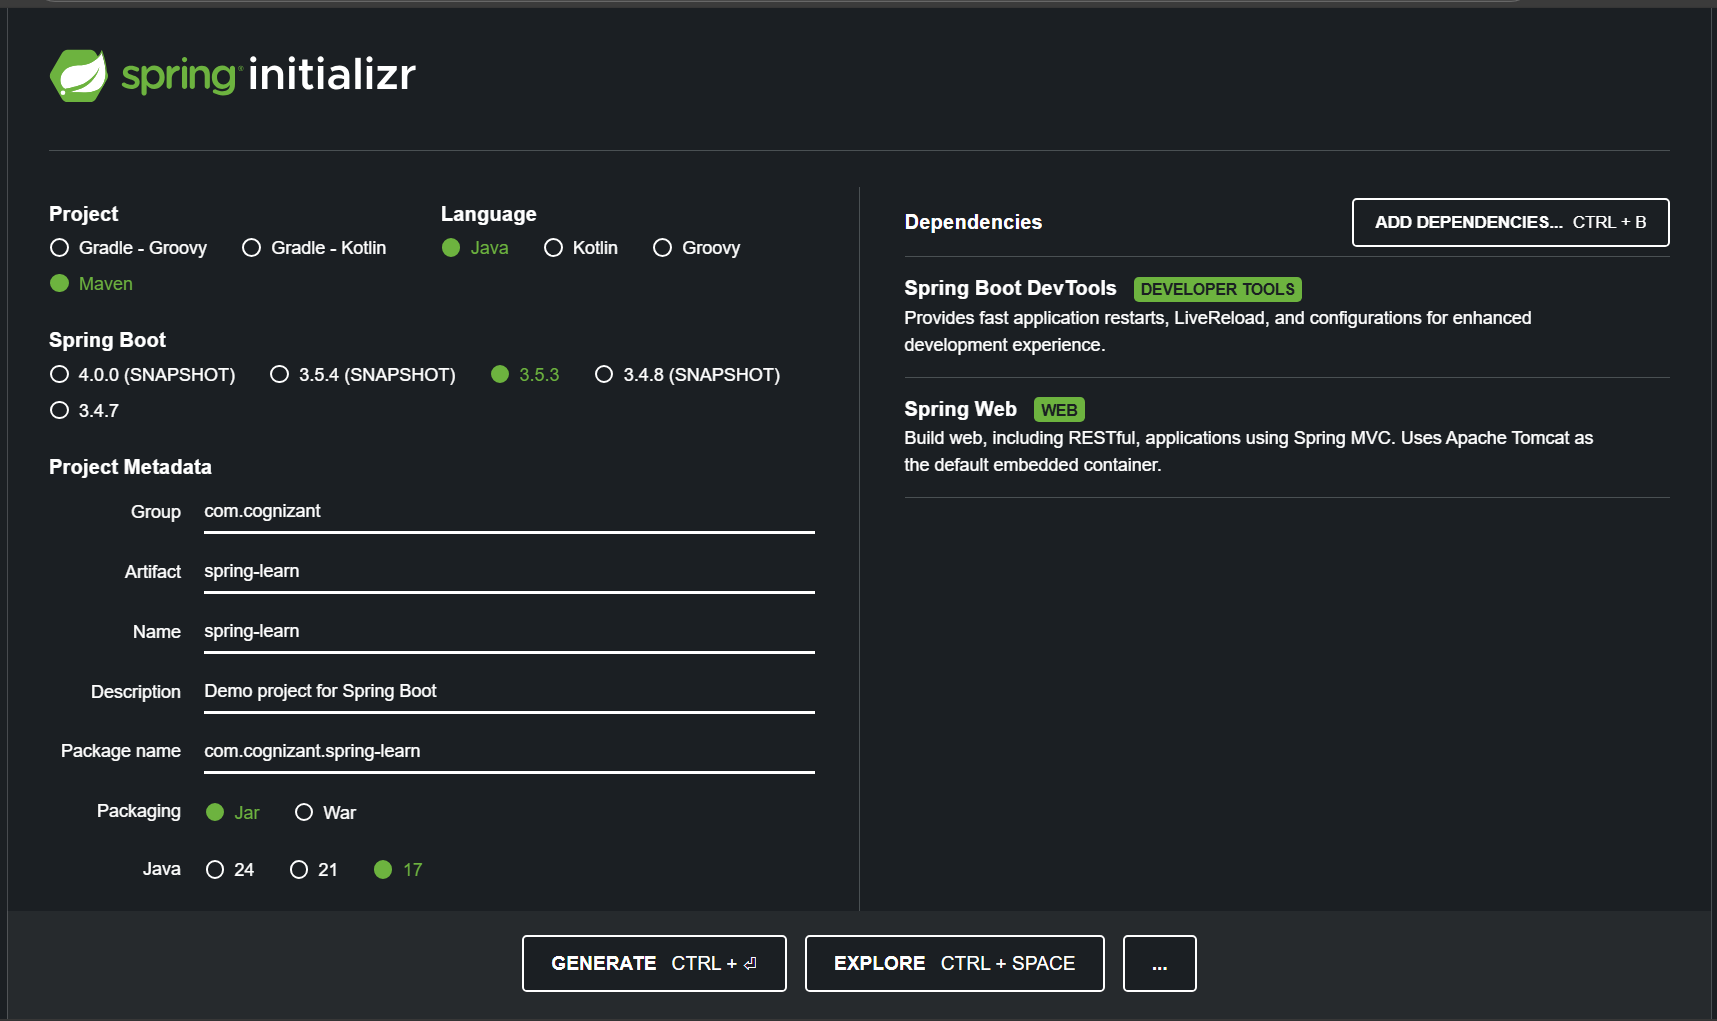 spring initializr
Project
Gradle - Groovy
Gradle - Kotlin
Maven
Language
Java
Kotlin
Groovy
Spring Boot
4.0.0 (SNAPSHOT)
3.5.4 (SNAPSHOT)
3.5.3
3.4.8 (SNAPSHOT)
3.4.7
Project Metadata
Group com.cognizant
Artifact spring-learn
Name spring-learn
Description Demo project for Spring Boot
Package name com.cognizant.spring-learn
Packaging Jar War
Java 24 21 17
Dependencies
ADD DEPENDENCIES... CTRL + B
Spring Boot DevTools DEVELOPER TOOLS
Provides fast application restarts, LiveReload, and configurations for enhanced
development experience.
Spring Web WEB
Build web, including RESTful, applications using Spring MVC. Uses Apache Tomcat as
the default embedded container.
GENERATE CTRL + ⏎
EXPLORE CTRL + SPACE
...